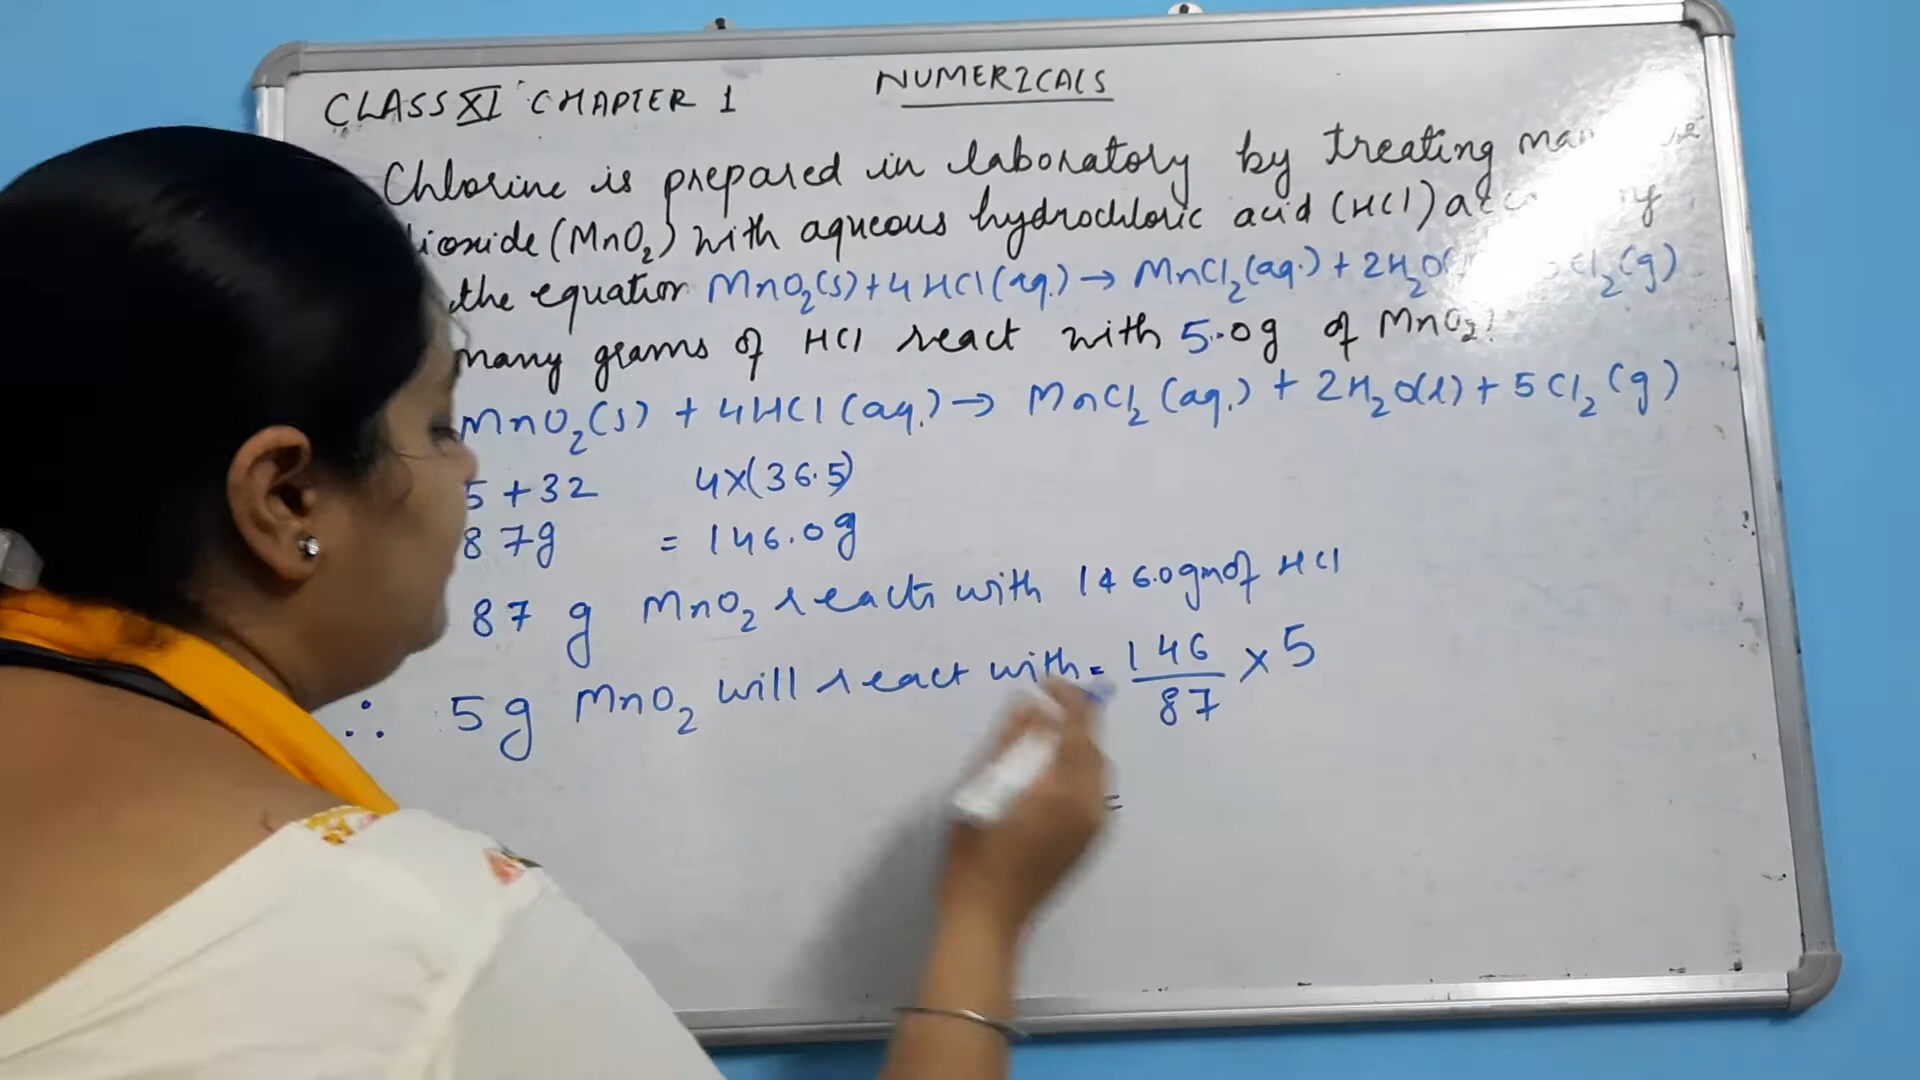 NUMERICALS
CLASS XI CHAPTER 1
Chlorine is prepared in laboratory by treating
dioxide (MnO₂) with aqueous hydrochloric acid (HCl)
the equation MnO₂(s) + 4HCl(aq.) → MnCl₂(aq.) + 2H₂O Cl₂(g)
many grams of HCl react with 5.0g of MnO₂?
MnO₂(s) + 4HCl(aq.) → MnCl₂(aq.) + 2H₂O(l) + 5Cl₂(g)
5+32 4×(36.5)
87g = 146.0g
87 g MnO₂ reacts with 146.0gm of HCl
∴ 5g MnO₂ will react with = 146/87 × 5
=